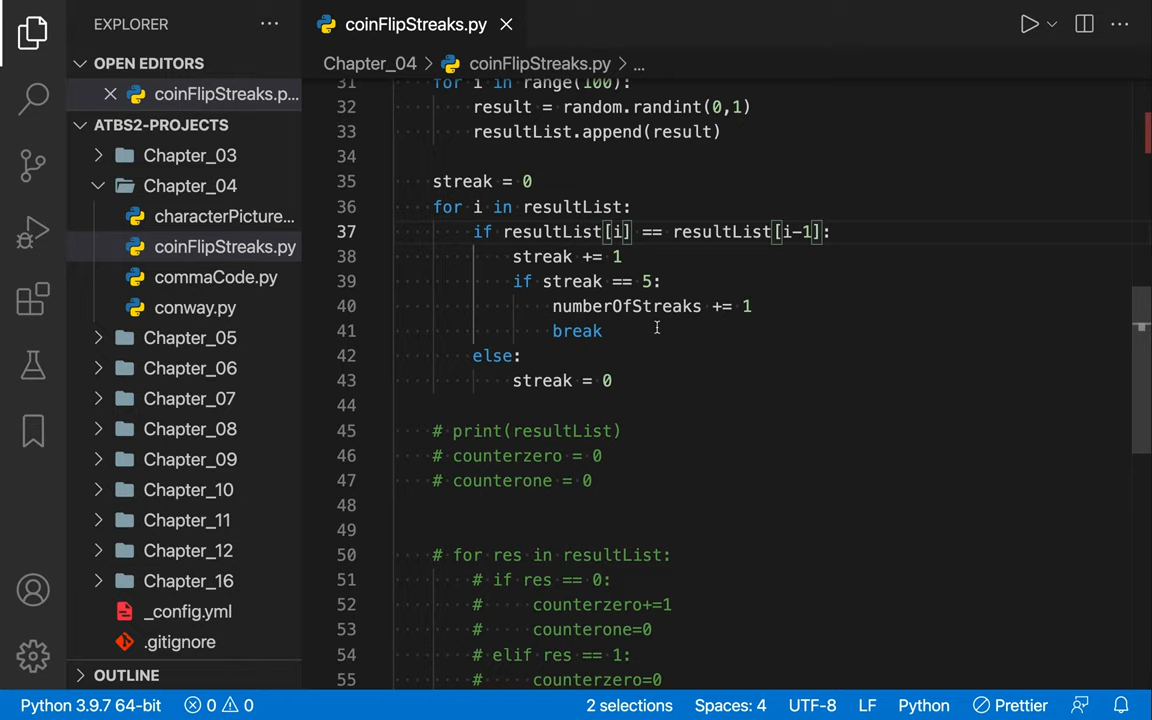 EXPLORER
OPEN EDITORS
coinFlipStreaks.p...
ATBS2-PROJECTS
Chapter_03
Chapter_04
characterPicture...
coinFlipStreaks.py
commaCode.py
conway.py
Chapter_05
Chapter_06
Chapter_07
Chapter_08
Chapter_09
Chapter_10
Chapter_11
Chapter_12
Chapter_16
_config.yml
.gitignore
OUTLINE
coinFlipStreaks.py
Chapter_04 > coinFlipStreaks.py > ...
31 for i in range(100):
32 result = random.randint(0,1)
33 resultList.append(result)
34
35 streak = 0
36 for i in resultList:
37 if resultList[i] == resultList[i-1]:
38 streak += 1
39 if streak == 5:
40 numberOfStreaks += 1
41 break
42 else:
43 streak = 0
44
45 # print(resultList)
46 # counterzero = 0
47 # counterone = 0
48
49
50 # for res in resultList:
51 # if res == 0:
52 # counterzero+=1
53 # counterone=0
54 # elif res == 1:
55 # counterzero=0
Python 3.9.7 64-bit 0 0 2 selections Spaces: 4 UTF-8 LF Python Prettier